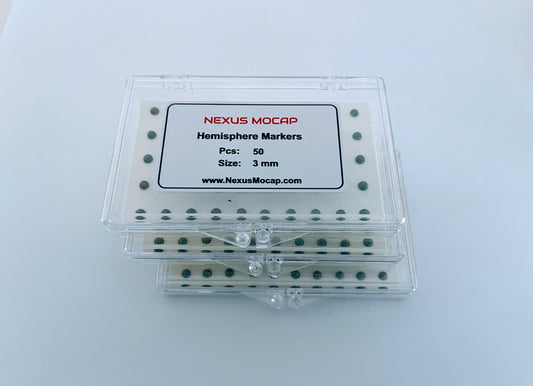 NEXUS MOCAP
Hemisphere Markers
Pcs: 50
Size: 3 mm
www.NexusMocap.com